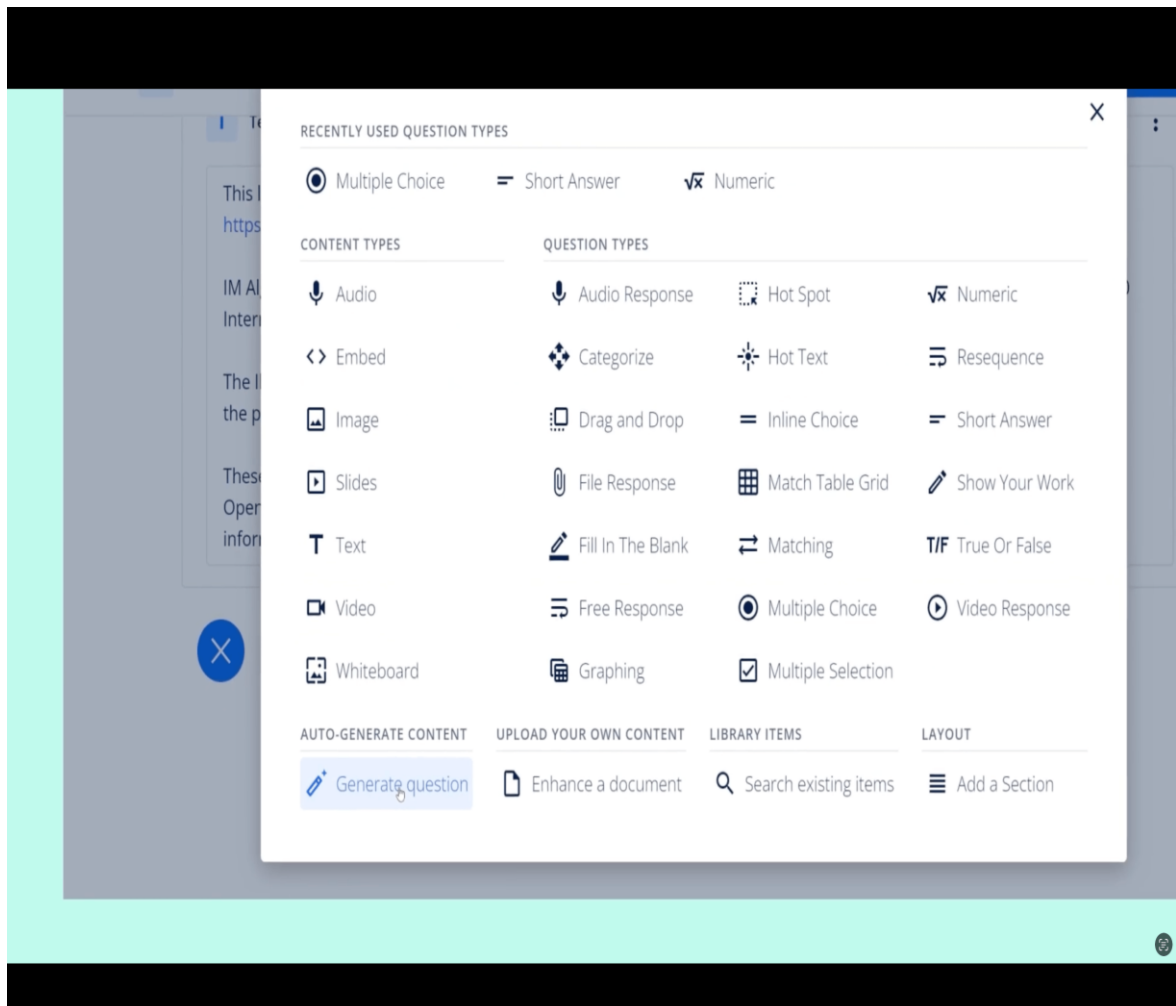 RECENTLY USED QUESTION TYPES
Multiple Choice
Short Answer
Numeric
CONTENT TYPES
Audio
Embed
Image
Slides
Text
Video
Whiteboard
QUESTION TYPES
Audio Response
Categorize
Drag and Drop
File Response
Fill In The Blank
Free Response
Graphing
Hot Spot
Hot Text
Inline Choice
Match Table Grid
Matching
Multiple Choice
Multiple Selection
Numeric
Resequence
Short Answer
Show Your Work
T/F True Or False
Video Response
AUTO-GENERATE CONTENT
Generate question
UPLOAD YOUR OWN CONTENT
Enhance a document
LIBRARY ITEMS
Search existing items
LAYOUT
Add a Section
This
https
IM
The
the
These